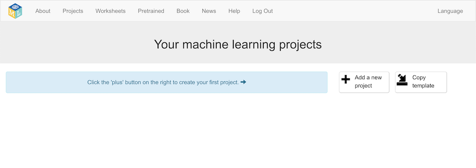 About Projects Worksheets Pretrained Book News Help Log Out Language
Your machine learning projects
Click the 'plus' button on the right to create your first project. ➔
Add a new
project
Copy
template